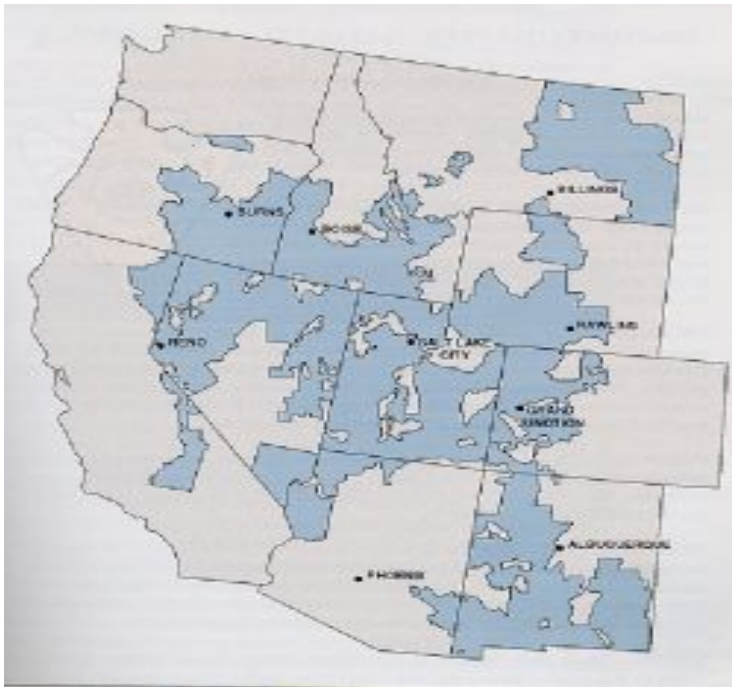 BILLINGS
BURNS
BOISE
RAWLINS
RENO
SALT LAKE
CITY
GRAND
JUNCTION
ALBUQUERQUE
PHOENIX